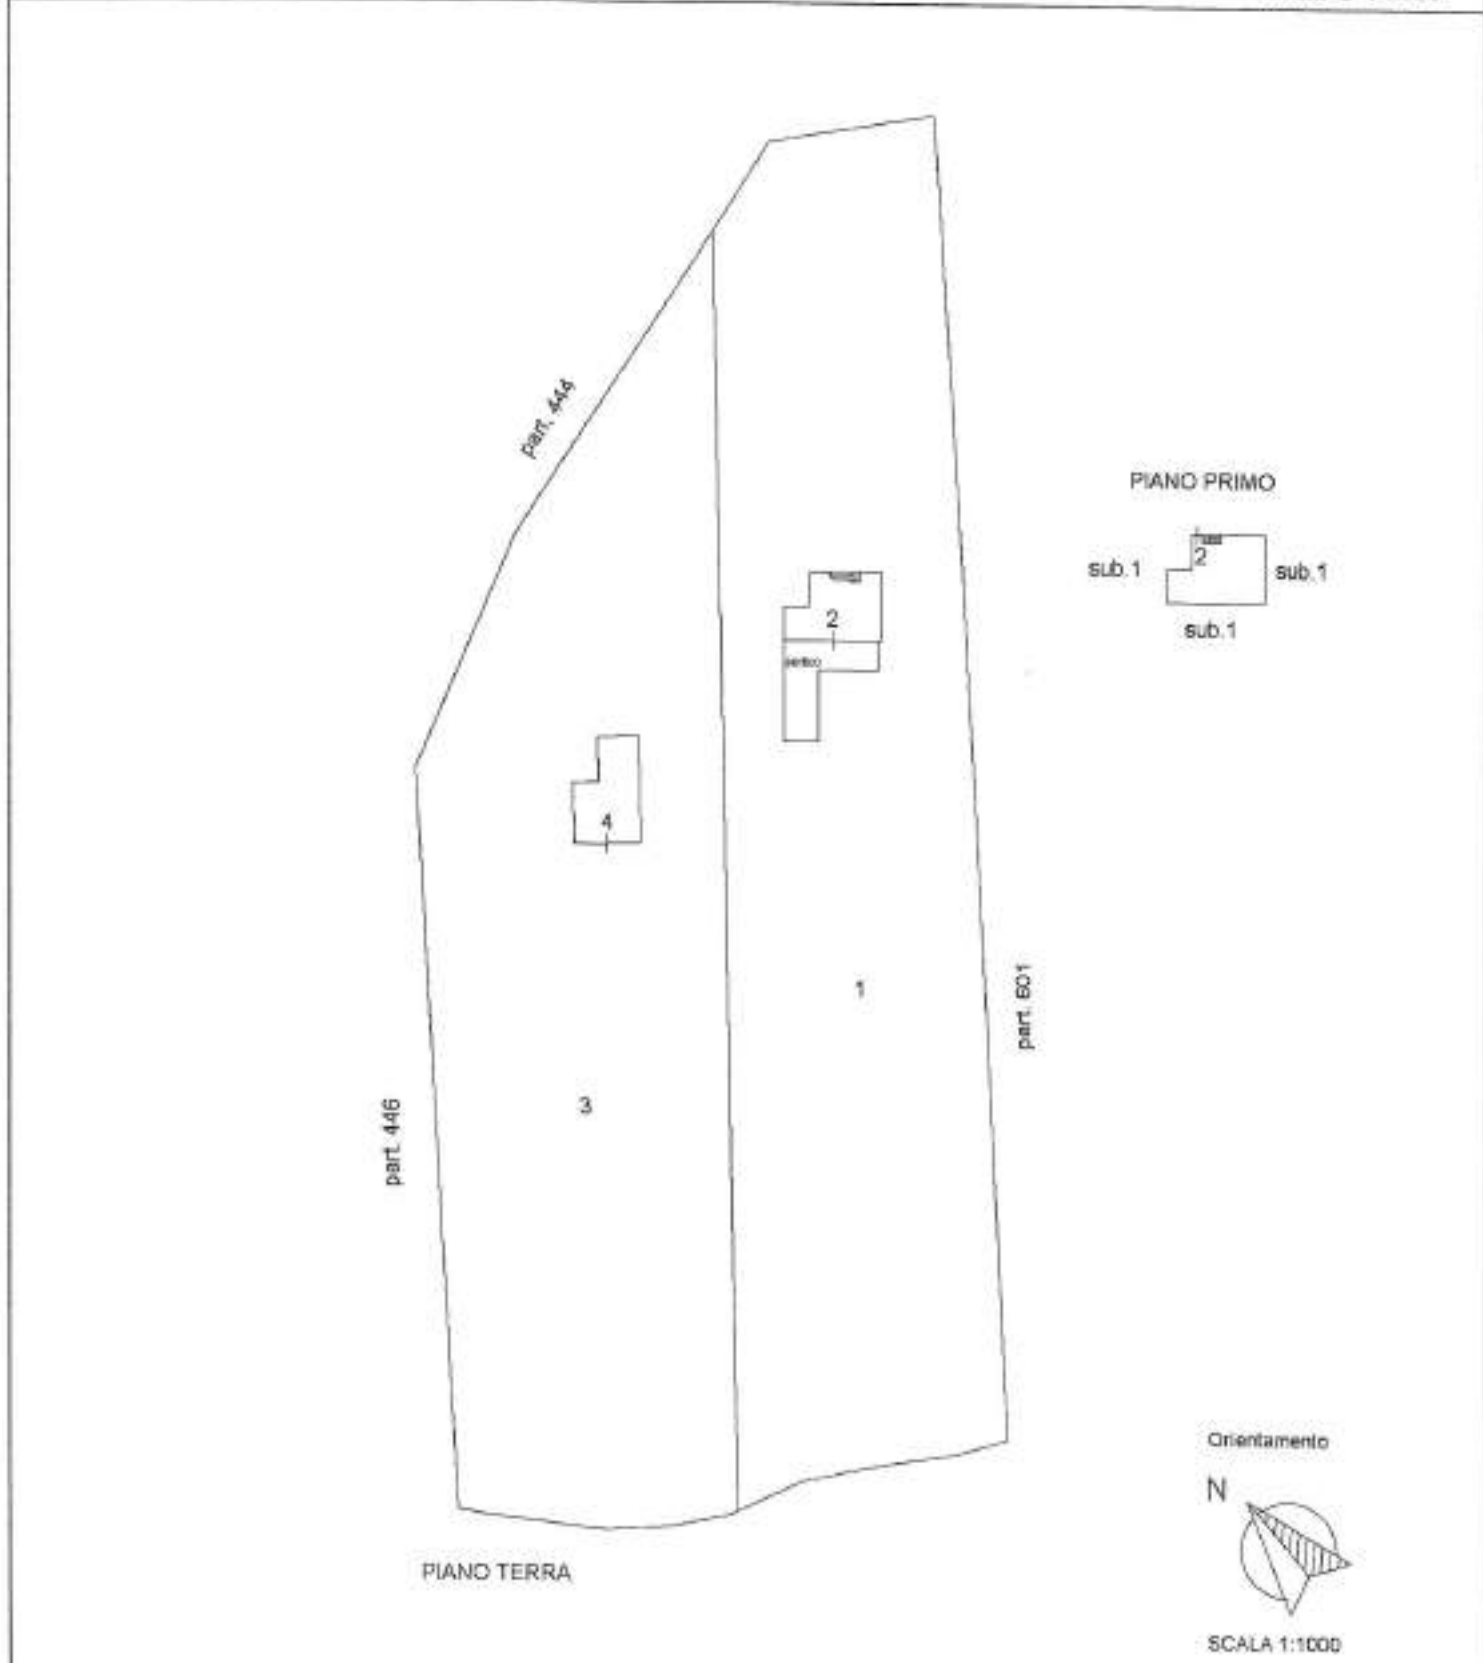 part. 444
PIANO PRIMO
2
sub.1
sub.1
sub.1
2
portico
4
1
part. 601
3
part. 446
Orientamento
N
PIANO TERRA
SCALA 1:1000